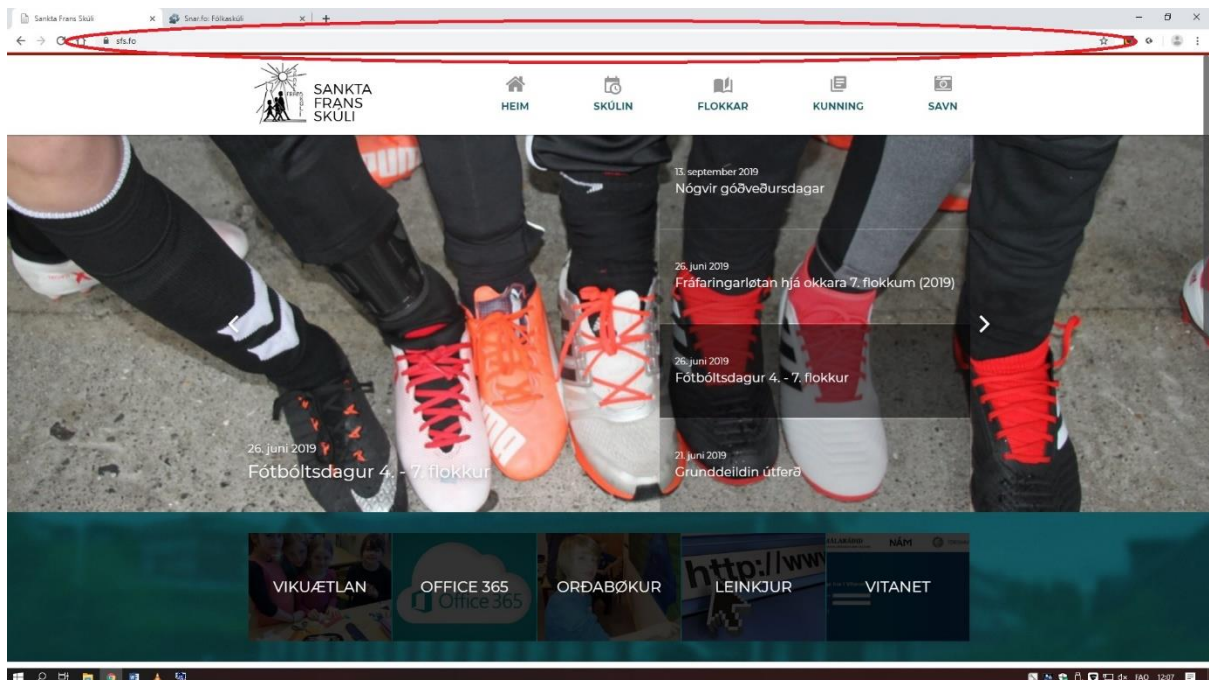 Sankta Frans Skúli
Snar.fo: Fólkaskúli
sfs.fo
SANKTA
FRANS
SKÚLI
HEIM
SKÚLIN
FLOKKAR
KUNNING
SAVN
13. september 2019
Nógvir góðveðursdagar
26. juni 2019
Fráfaringarløtan hjá okkara 7. flokkum (2019)
26. juni 2019
Fótbóltsdagur 4. - 7. flokkur
21. juni 2019
Grunddeildin útferð
26. juni 2019
Fótbóltsdagur 4. - 7. flokkur
VIKUÆTLAN
OFFICE 365
Office 365
ORÐABØKUR
http://www
LEINKJUR
NÁM
VITANET
FAO 12:07